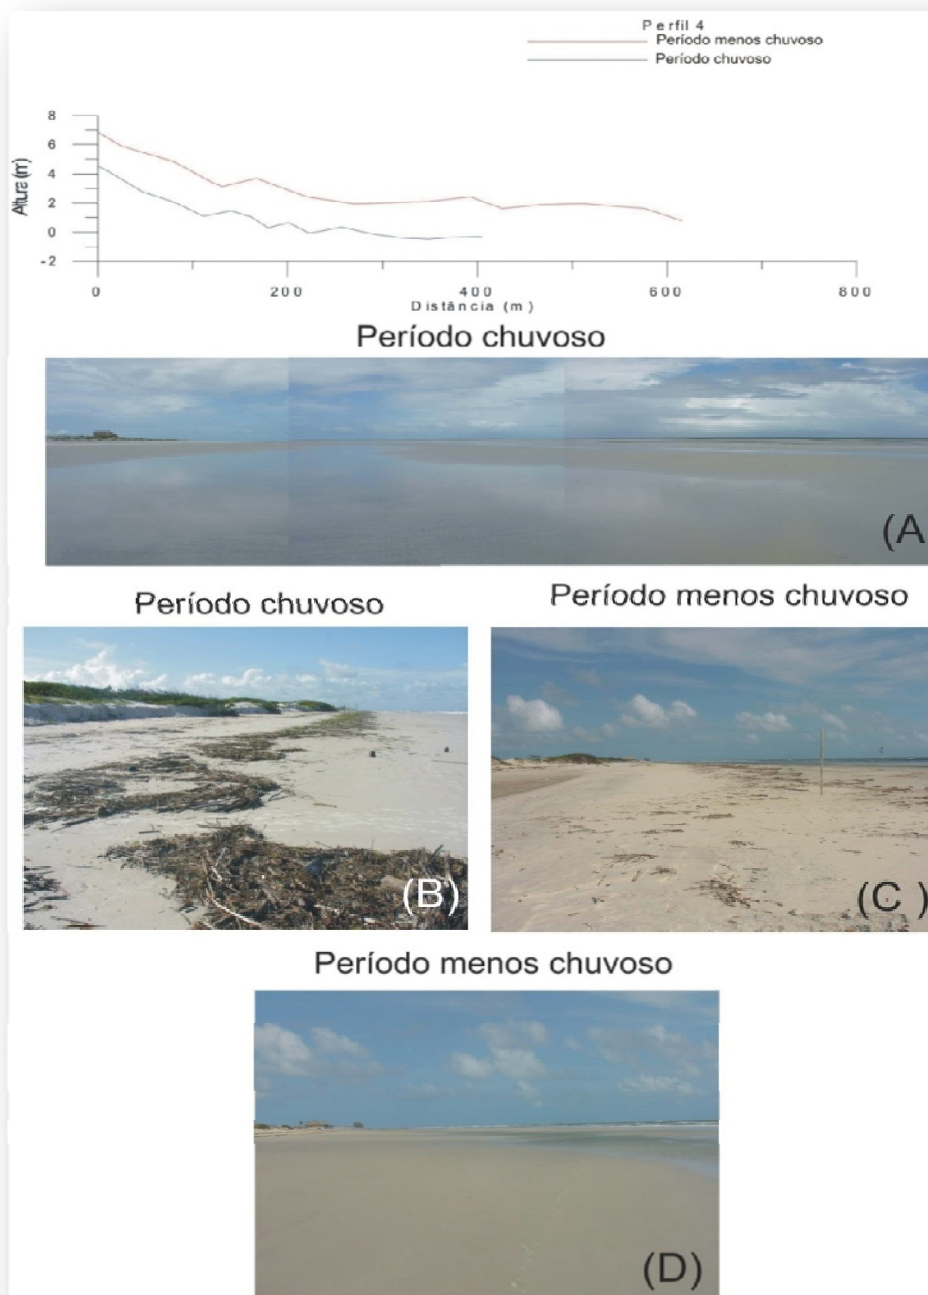 Perfil 4
Período menos chuvoso
Período chuvoso
8
6
4
2
0
-2
Altura (m)
0 200 400 600 800
Distância (m)
Período chuvoso
(A
Período chuvoso
Período menos chuvoso
(B)
(C )
Período menos chuvoso
(D)